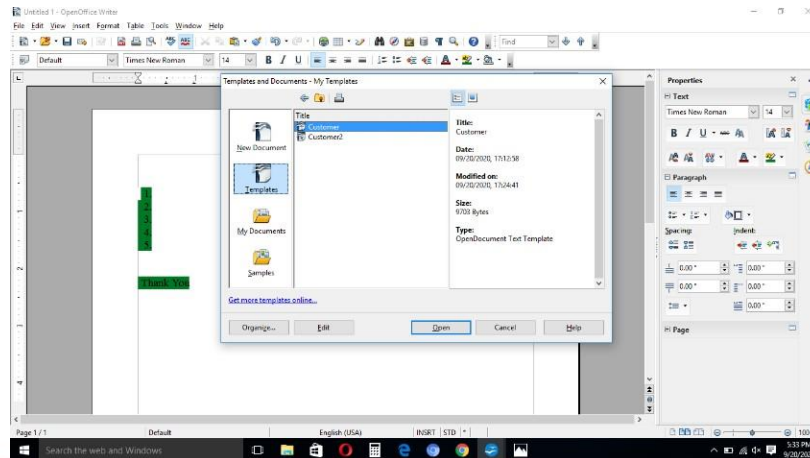 Untitled 1 - OpenOffice Writer
File Edit View Insert Format Table Tools Window Help
Find
Default Times New Roman 14 B I U
Templates and Documents - My Templates
Title
Customer
Customer2
New Document
Templates
My Documents
Samples
Title:
Customer
Date:
09/20/2020, 17:12:58
Modified on:
09/20/2020, 17:24:41
Size:
9703 Bytes
Type:
OpenDocument Text Template
Get more templates online...
Organize... Edit Open Cancel Help
1.
2.
3.
4.
5.
Thank You
Properties
Text
Times New Roman 14
B I U
Paragraph
Spacing: Indent:
0.00 " 0.00 "
0.00 " 0.00 "
0.00 "
Page
Page 1 / 1 Default English (USA) INSRT STD * 100
Search the web and Windows
5:33 PM